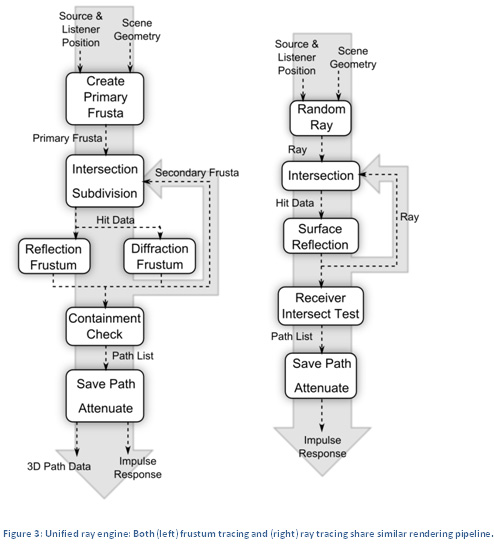 Source &
Listener
Position
Scene
Geometry
Create
Primary
Frusta
Primary Frusta
Intersection
Subdivision
Secondary Frusta
Hit Data
Reflection
Frustum
Diffraction
Frustum
Containment
Check
Path List
Save Path
Attenuate
3D Path Data
Impulse
Response
Source &
Listener
Position
Scene
Geometry
Random
Ray
Ray
Intersection
Hit Data
Ray
Surface
Reflection
Receiver
Intersect Test
Path List
Save Path
Attenuate
Impulse
Response
Figure 3: Unified ray engine: Both (left) frustum tracing and (right) ray tracing share similar rendering pipeline.